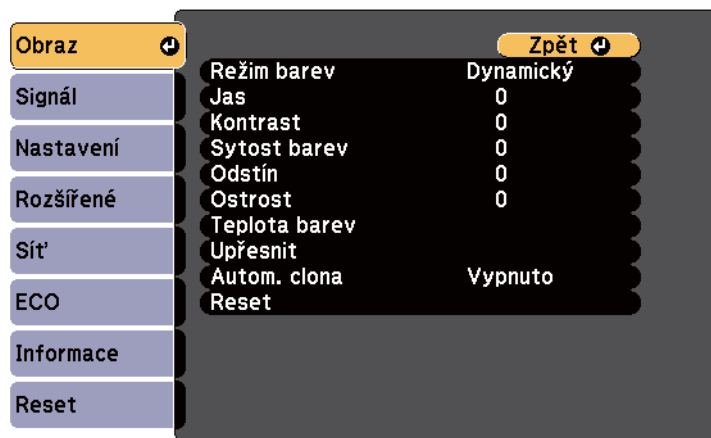 Obraz
Signál
Nastavení
Rozšířené
Síť
ECO
Informace
Reset
Zpět
Režim barev Dynamický
Jas 0
Kontrast 0
Sytost barev 0
Odstín 0
Ostrost 0
Teplota barev
Upřesnit
Autom. clona Vypnuto
Reset